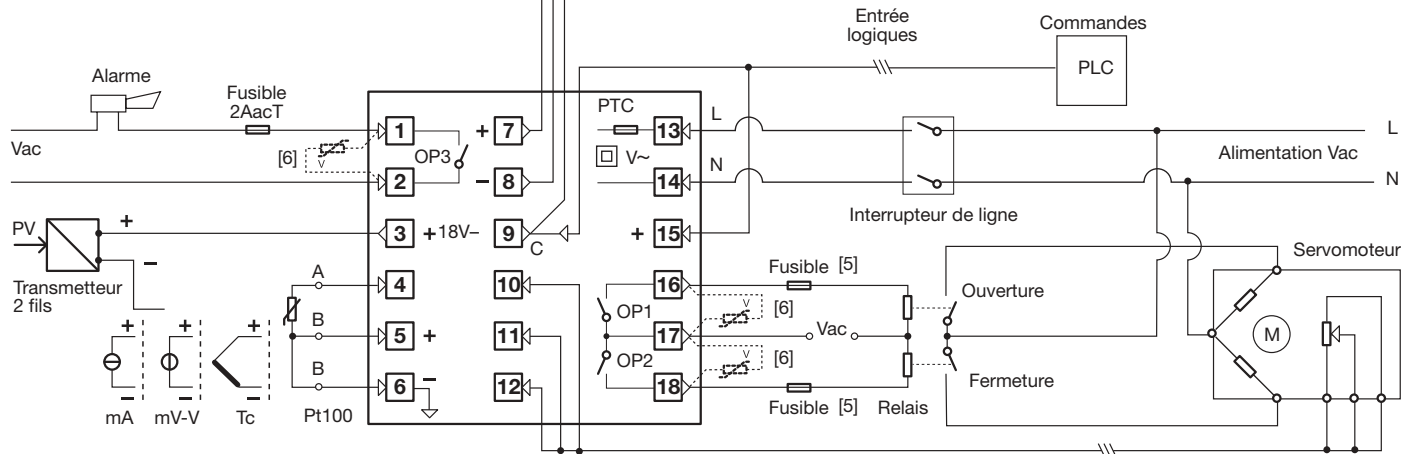 Entrée
logiques
Commandes
PLC
Alarme
Fusible
2AacT
Vac
[6]
V
1
OP3
2
+ 7
− 8
PTC
13
L
V~
14
N
L
Alimentation Vac
N
Interrupteur de ligne
PV
+
−
Transmetteur
2 fils
3
+ 18V−
9
C
+ 15
Servomoteur
A
4
10
16
Fusible [5]
Ouverture
V
[6]
OP1
B
5 +
11
17
Vac
M
OP2
V
[6]
B
6 −
12
18
Fusible [5]
Relais
Fermeture
+
−
mA
+
−
mV-V
+
−
Tc
Pt100